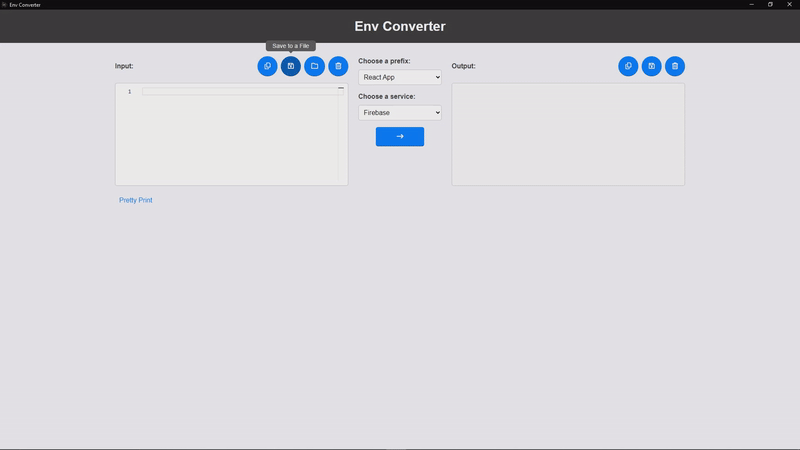 Env Converter
Env Converter
Save to a File
Input:
1
Pretty Print
Choose a prefix:
React App
Choose a service:
Firebase
Output: